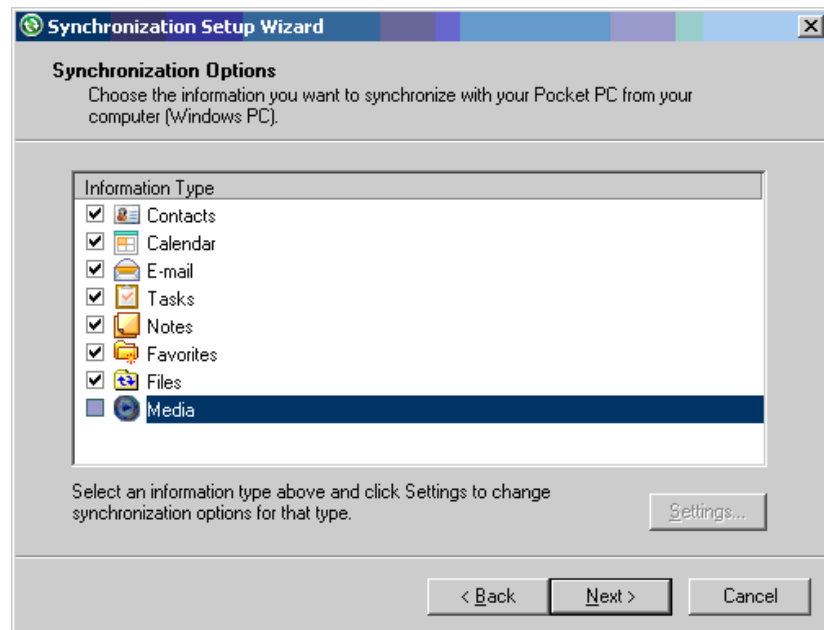 Synchronization Setup Wizard
Synchronization Options
Choose the information you want to synchronize with your Pocket PC from your
computer (Windows PC).
Information Type
Contacts
Calendar
E-mail
Tasks
Notes
Favorites
Files
Media
Select an information type above and click Settings to change
synchronization options for that type.
Settings...
< Back
Next >
Cancel